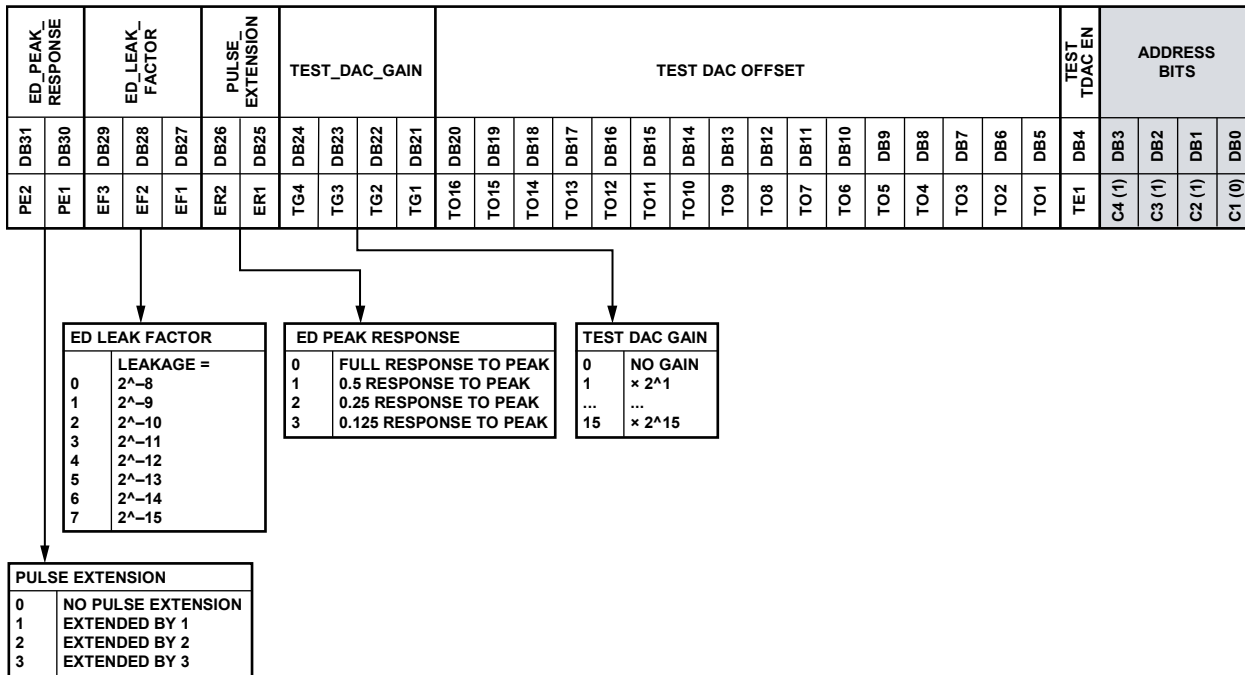 ED_PEAK_
RESPONSE
ED_LEAK_
FACTOR
PULSE_
EXTENSION
TEST_DAC_GAIN
TEST DAC OFFSET
TEST_
TDAC EN
ADDRESS
BITS
DB31 DB30 DB29 DB28 DB27 DB26 DB25 DB24 DB23 DB22 DB21 DB20 DB19 DB18 DB17 DB16 DB15 DB14 DB13 DB12 DB11 DB10 DB9 DB8 DB7 DB6 DB5 DB4 DB3 DB2 DB1 DB0
PE2 PE1 EF3 EF2 EF1 ER2 ER1 TG4 TG3 TG2 TG1 TO16 TO15 TO14 TO13 TO12 TO11 TO10 TO9 TO8 TO7 TO6 TO5 TO4 TO3 TO2 TO1 TE1 C4 (1) C3 (1) C2 (1) C1 (0)
ED LEAK FACTOR
LEAKAGE =
0 2^–8
1 2^–9
2 2^–10
3 2^–11
4 2^–12
5 2^–13
6 2^–14
7 2^–15
ED PEAK RESPONSE
0 FULL RESPONSE TO PEAK
1 0.5 RESPONSE TO PEAK
2 0.25 RESPONSE TO PEAK
3 0.125 RESPONSE TO PEAK
TEST DAC GAIN
0 NO GAIN
1 × 2^1
... ...
15 × 2^15
PULSE EXTENSION
0 NO PULSE EXTENSION
1 EXTENDED BY 1
2 EXTENDED BY 2
3 EXTENDED BY 3